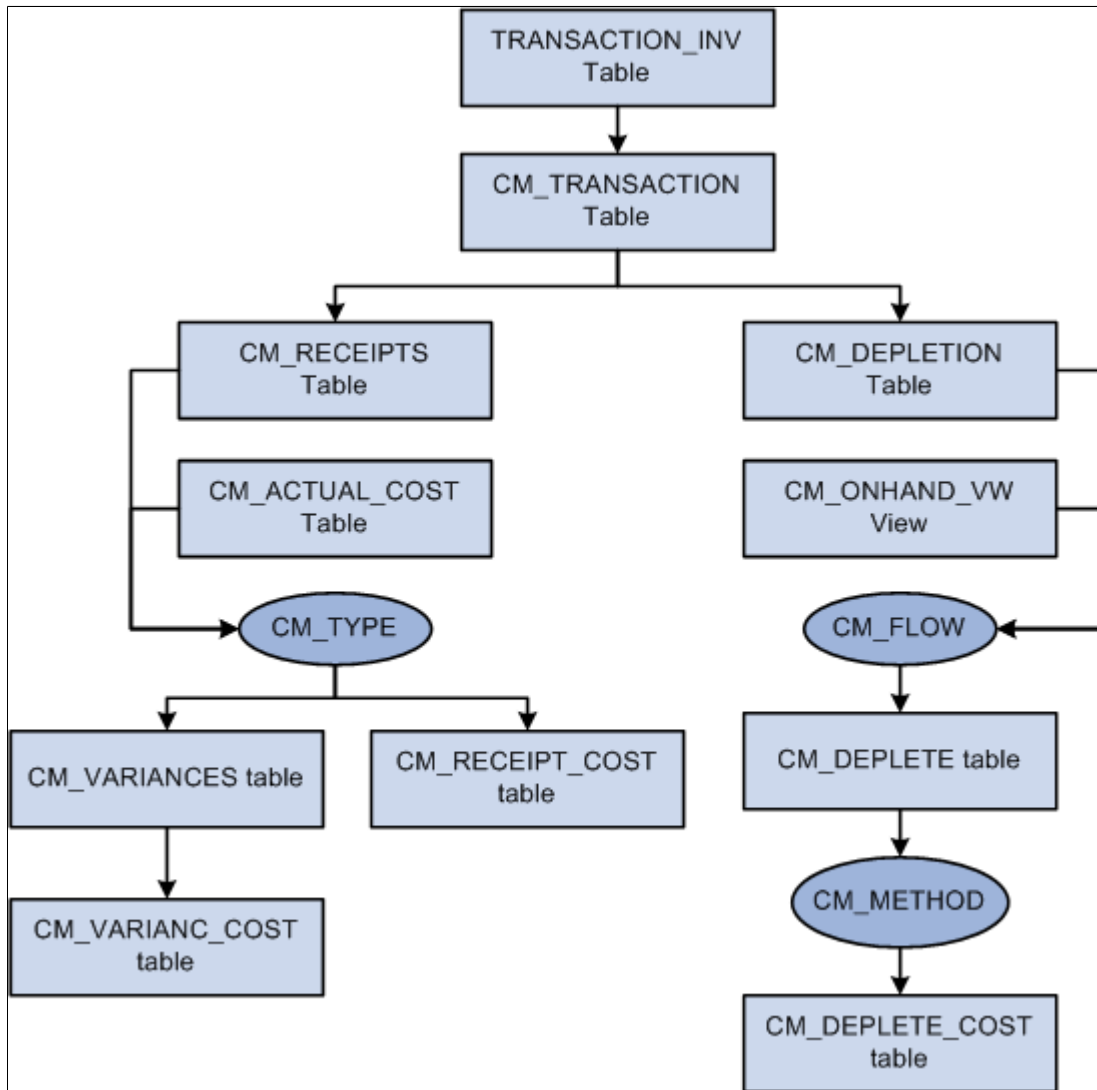 TRANSACTION_INV
Table
CM_TRANSACTION
Table
CM_RECEIPTS
Table
CM_DEPLETION
Table
CM_ACTUAL_COST
Table
CM_ONHAND_VW
View
CM_TYPE
CM_FLOW
CM_VARIANCES table
CM_RECEIPT_COST
table
CM_DEPLETE table
CM_VARIANC_COST
table
CM_METHOD
CM_DEPLETE_COST
table